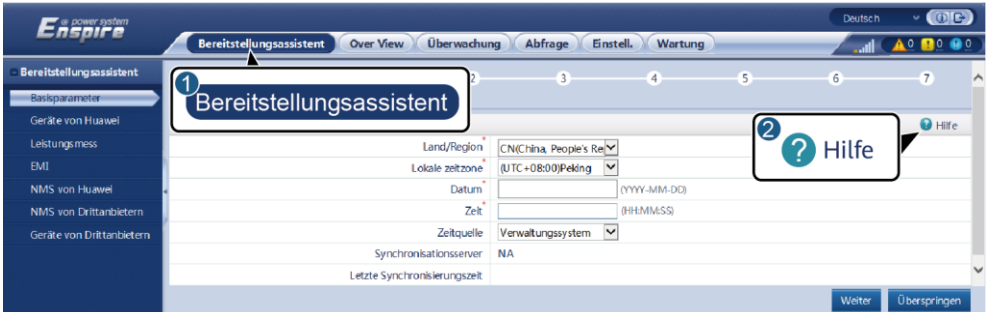 a power system
Enspire
Deutsch
Bereitstellungsassistent
Over View
Überwachung
Abfrage
Einstell.
Wartung
0
0
0
Bereitstellungsassistent
Basisparameter
Geräte von Huawei
Leistungsmess
EMI
NMS von Huawei
NMS von Drittanbietern
Geräte von Drittanbietern
1
Bereitstellungsassistent
2
3
4
5
6
7
Hilfe
2
? Hilfe
Land/Region* CN(China, People's Re
Lokale zeitzone* (UTC+08:00)Peking
Datum* (YYYY-MM-DD)
Zeit* (HH:MM:SS)
Zeitquelle Verwaltungssystem
Synchronisationsserver NA
Letzte Synchronisierungszeit
Weiter
Überspringen